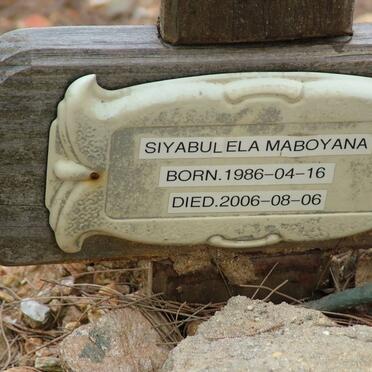 SIYABULELA MABOYANA
BORN.1986-04-16
DIED.2006-08-06